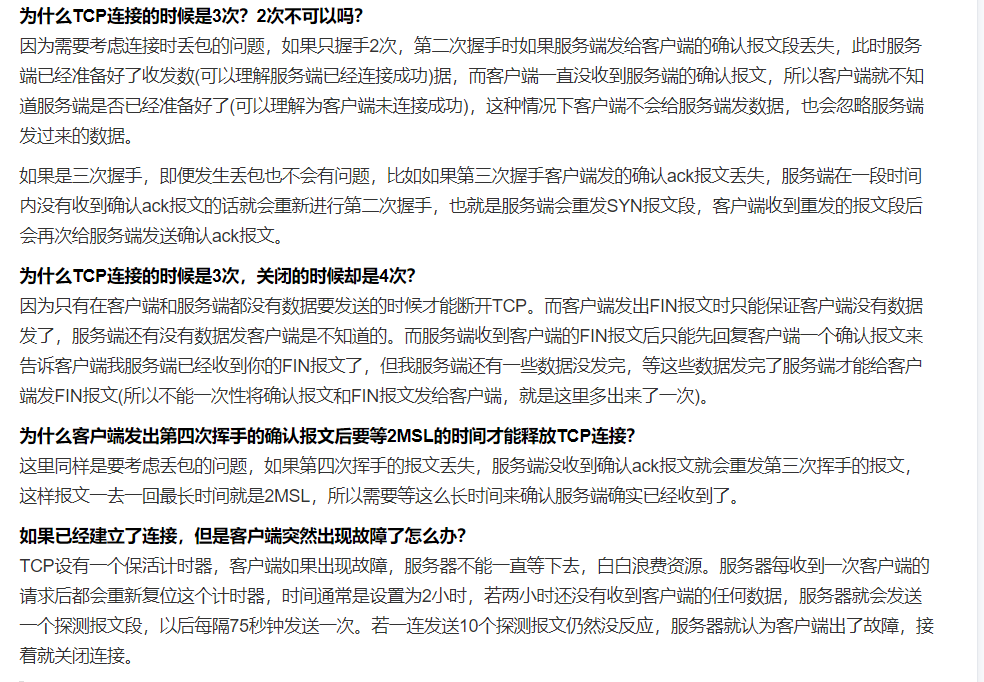 为什么TCP连接的时候是3次？2次不可以吗？
因为需要考虑连接时丢包的问题，如果只握手2次，第二次握手时如果服务端发给客户端的确认报文段丢失，此时服务
端已经准备好了收发数(可以理解服务端已经连接成功)据，而客户端一直没收到服务端的确认报文，所以客户端就不知
道服务端是否已经准备好了(可以理解为客户端未连接成功)，这种情况下客户端不会给服务端发数据，也会忽略服务端
发过来的数据。
如果是三次握手，即便发生丢包也不会有问题，比如如果第三次握手客户端发的确认ack报文丢失，服务端在一段时间
内没有收到确认ack报文的话就会重新进行第二次握手，也就是服务端会重发SYN报文段，客户端收到重发的报文段后
会再次给服务端发送确认ack报文。
为什么TCP连接的时候是3次，关闭的时候却是4次？
因为只有在客户端和服务端都没有数据要发送的时候才能断开TCP。而客户端发出FIN报文时只能保证客户端没有数据
发了，服务端还有没有数据发客户端是不知道的。而服务端收到客户端的FIN报文后只能先回复客户端一个确认报文来
告诉客户端我服务端已经收到你的FIN报文了，但我服务端还有一些数据没发完，等这些数据发完了服务端才能给客户
端发FIN报文(所以不能一次性将确认报文和FIN报文发给客户端，就是这里多出来了一次)。
为什么客户端发出第四次挥手的确认报文后要等2MSL的时间才能释放TCP连接？
这里同样是要考虑丢包的问题，如果第四次挥手的报文丢失，服务端没收到确认ack报文就会重发第三次挥手的报文，
这样报文一去一回最长时间就是2MSL，所以需要等这么长时间来确认服务端确实已经收到了。
如果已经建立了连接，但是客户端突然出现故障了怎么办？
TCP设有一个保活计时器，客户端如果出现故障，服务器不能一直等下去，白白浪费资源。服务器每收到一次客户端的
请求后都会重新复位这个计时器，时间通常是设置为2小时，若两小时还没有收到客户端的任何数据，服务器就会发送
一个探测报文段，以后每隔75秒钟发送一次。若一连发送10个探测报文仍然没反应，服务器就认为客户端出了故障，接
着就关闭连接。